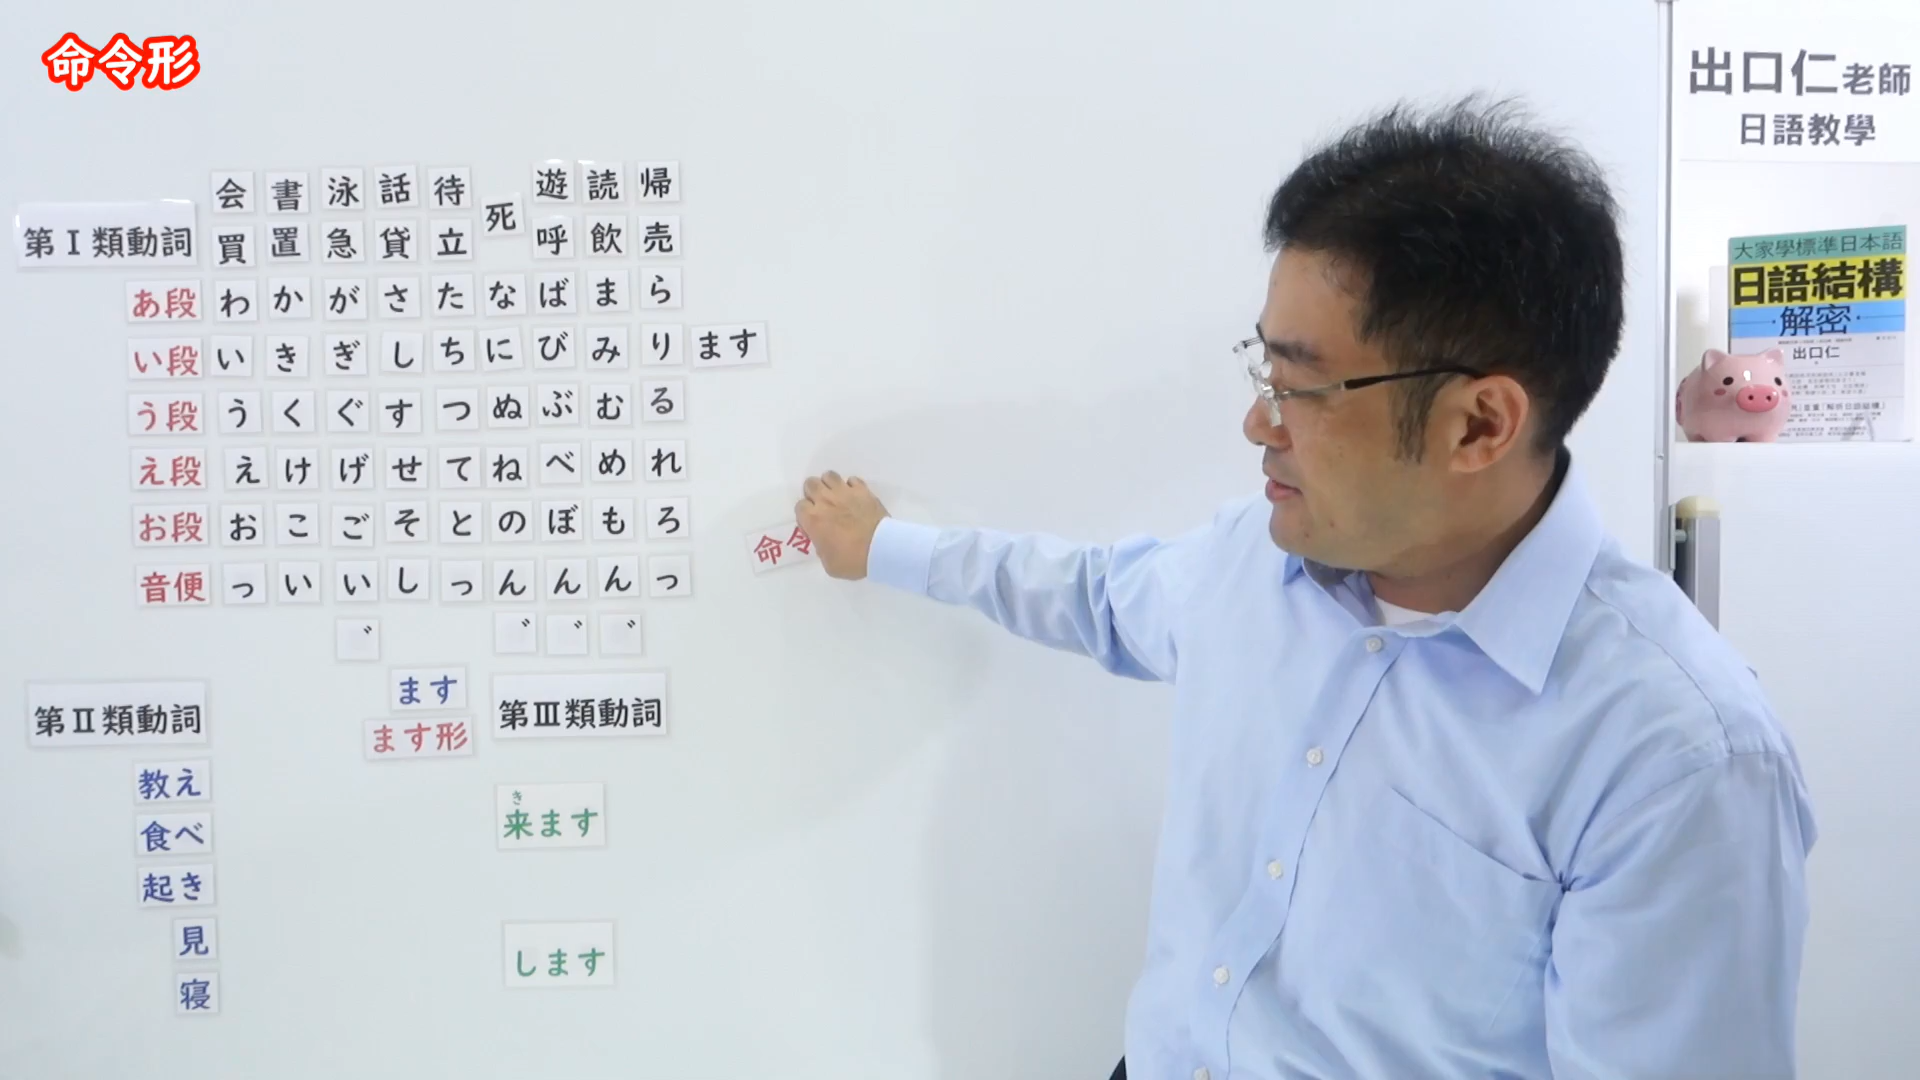 命令形
出口仁老師
日語教學
会 書 泳 話 待 死 遊 読 帰
第Ⅰ類動詞 買 置 急 貸 立 呼 飲 売
あ段 わ か が さ た な ば ま ら
い段 い き ぎ し ち に び み り ます
う段 う く ぐ す つ ぬ ぶ む る
え段 え け げ せ て ね べ め れ
お段 お こ ご そ と の ぼ も ろ
命令
音便 っ い い し っ ん ん ん っ
゛ ゛ ゛ ゛
ます
ます形
第Ⅱ類動詞
教え
食べ
起き
見
寝
第Ⅲ類動詞
き
来ます
します
大家學標準日本語
日語結構
・解密・
出口仁